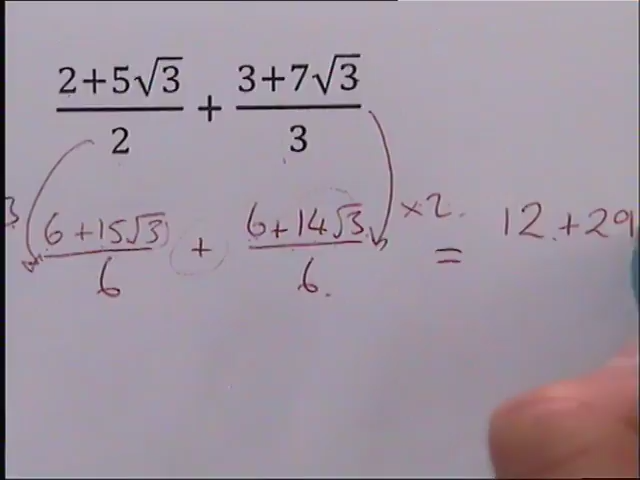 (2+5√3)/2 + (3+7√3)/3
3 (6+15√3)/6 + (6+14√3)/6 ×2. = 12+29